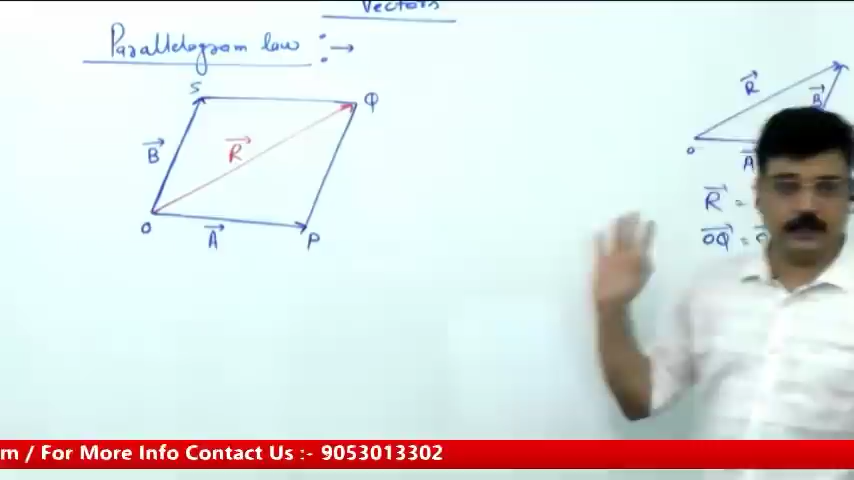 Vectors
Parallelogram law :→
S
Q
B
R
O
A
P
R
B
O
A
R =
OQ =
m / For More Info Contact Us :- 9053013302